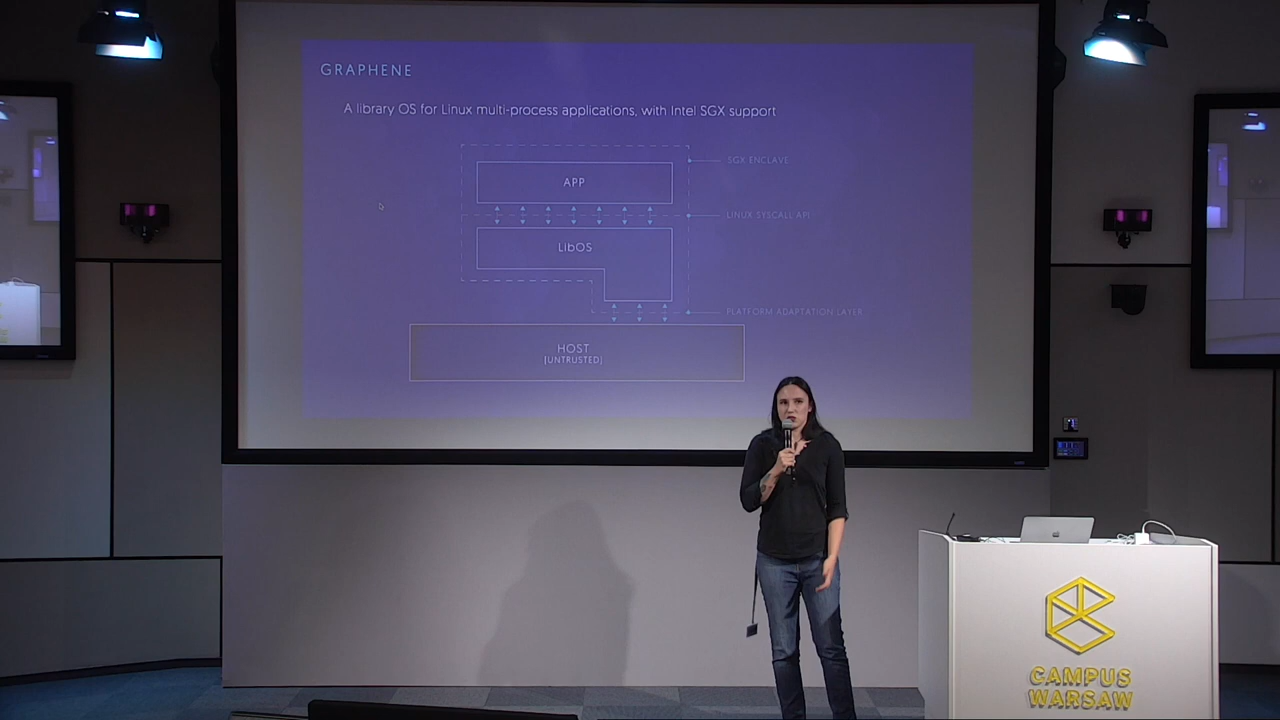 GRAPHENE
A library OS for Linux multi-process applications, with Intel SGX support
SGX ENCLAVE
APP
LINUX SYSCALL API
LibOS
PLATFORM ADAPTATION LAYER
HOST
[UNTRUSTED]
CAMPUS
WARSAW